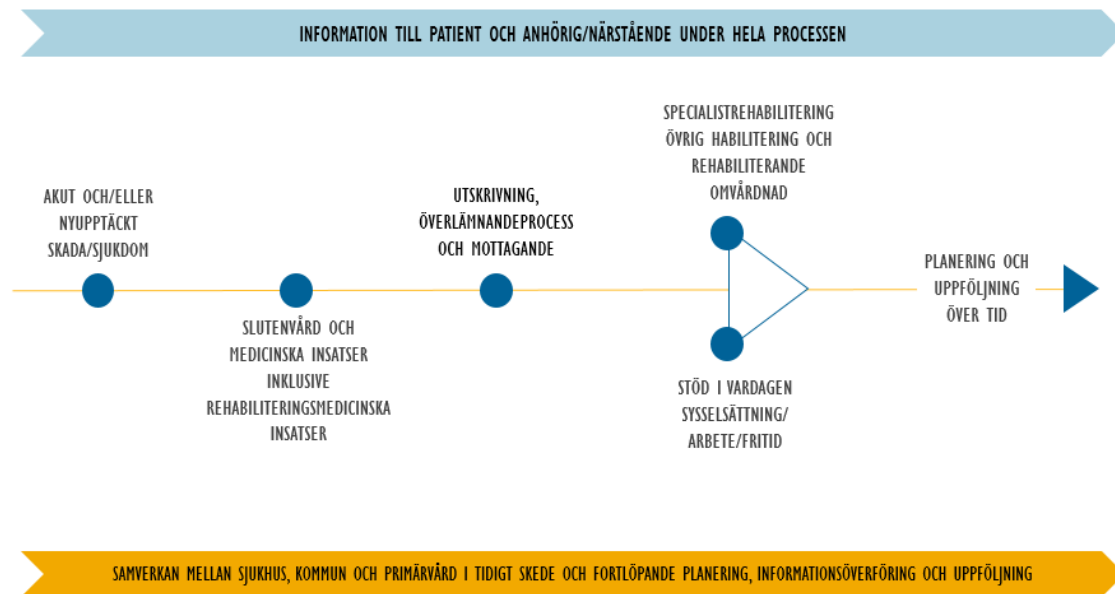 INFORMATION TILL PATIENT OCH ANHÖRIG/NÄRSTÅENDE UNDER HELA PROCESSEN
AKUT OCH/ELLER
NYUPPTÄCKT
SKADA/SJUKDOM
SLUTENVÅRD OCH
MEDICINSKA INSATSER
INKLUSIVE
REHABILITERINGSMEDICINSKA
INSATSER
UTSKRIVNING,
ÖVERLÄMNANDEPROCESS
OCH MOTTAGANDE
SPECIALISTREHABILITERING
ÖVRIG HABILITERING OCH
REHABILITERANDE
OMVÅRDNAD
STÖD I VARDAGEN
SYSSELSÄTTNING/
ARBETE/FRITID
PLANERING OCH
UPPFÖLJNING
ÖVER TID
SAMVERKAN MELLAN SJUKHUS, KOMMUN OCH PRIMÄRVÅRD I TIDIGT SKEDE OCH FORTLÖPANDE PLANERING, INFORMATIONSÖVERFÖRING OCH UPPFÖLJNING